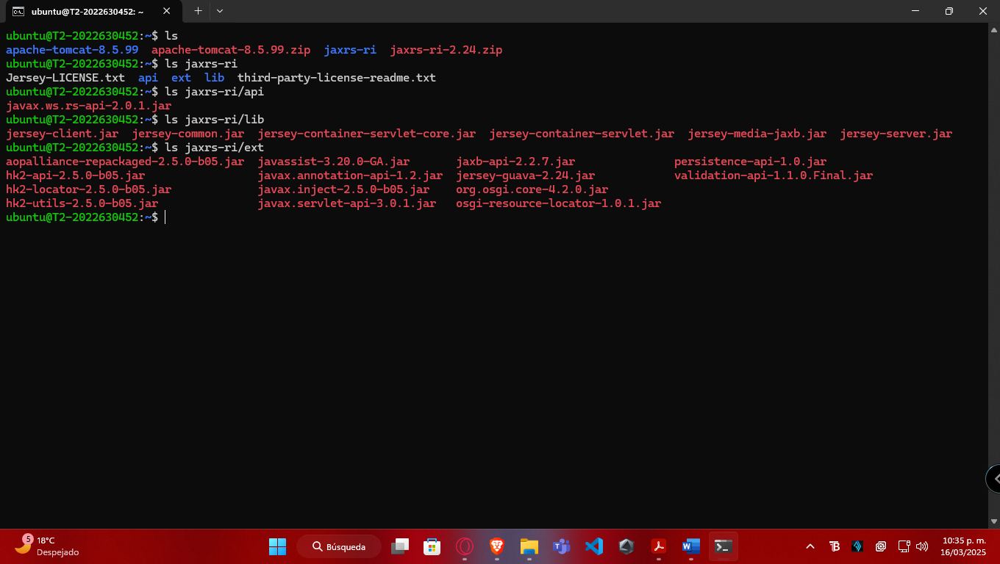 ubuntu@T2-2022630452: ~
ubuntu@T2-2022630452:~$ ls
apache-tomcat-8.5.99  apache-tomcat-8.5.99.zip  jaxrs-ri  jaxrs-ri-2.24.zip
ubuntu@T2-2022630452:~$ ls jaxrs-ri
Jersey-LICENSE.txt  api  ext  lib  third-party-license-readme.txt
ubuntu@T2-2022630452:~$ ls jaxrs-ri/api
javax.ws.rs-api-2.0.1.jar
ubuntu@T2-2022630452:~$ ls jaxrs-ri/lib
jersey-client.jar  jersey-common.jar  jersey-container-servlet-core.jar  jersey-container-servlet.jar  jersey-media-jaxb.jar  jersey-server.jar
ubuntu@T2-2022630452:~$ ls jaxrs-ri/ext
aopalliance-repackaged-2.5.0-b05.jar  javassist-3.20.0-GA.jar  jaxb-api-2.2.7.jar  persistence-api-1.0.jar
hk2-api-2.5.0-b05.jar  javax.annotation-api-1.2.jar  jersey-guava-2.24.jar  validation-api-1.1.0.Final.jar
hk2-locator-2.5.0-b05.jar  javax.inject-2.5.0-b05.jar  org.osgi.core-4.2.0.jar
hk2-utils-2.5.0-b05.jar  javax.servlet-api-3.0.1.jar  osgi-resource-locator-1.0.1.jar
ubuntu@T2-2022630452:~$
5
18°C
Despejado
Búsqueda
10:35 p. m.
16/03/2025